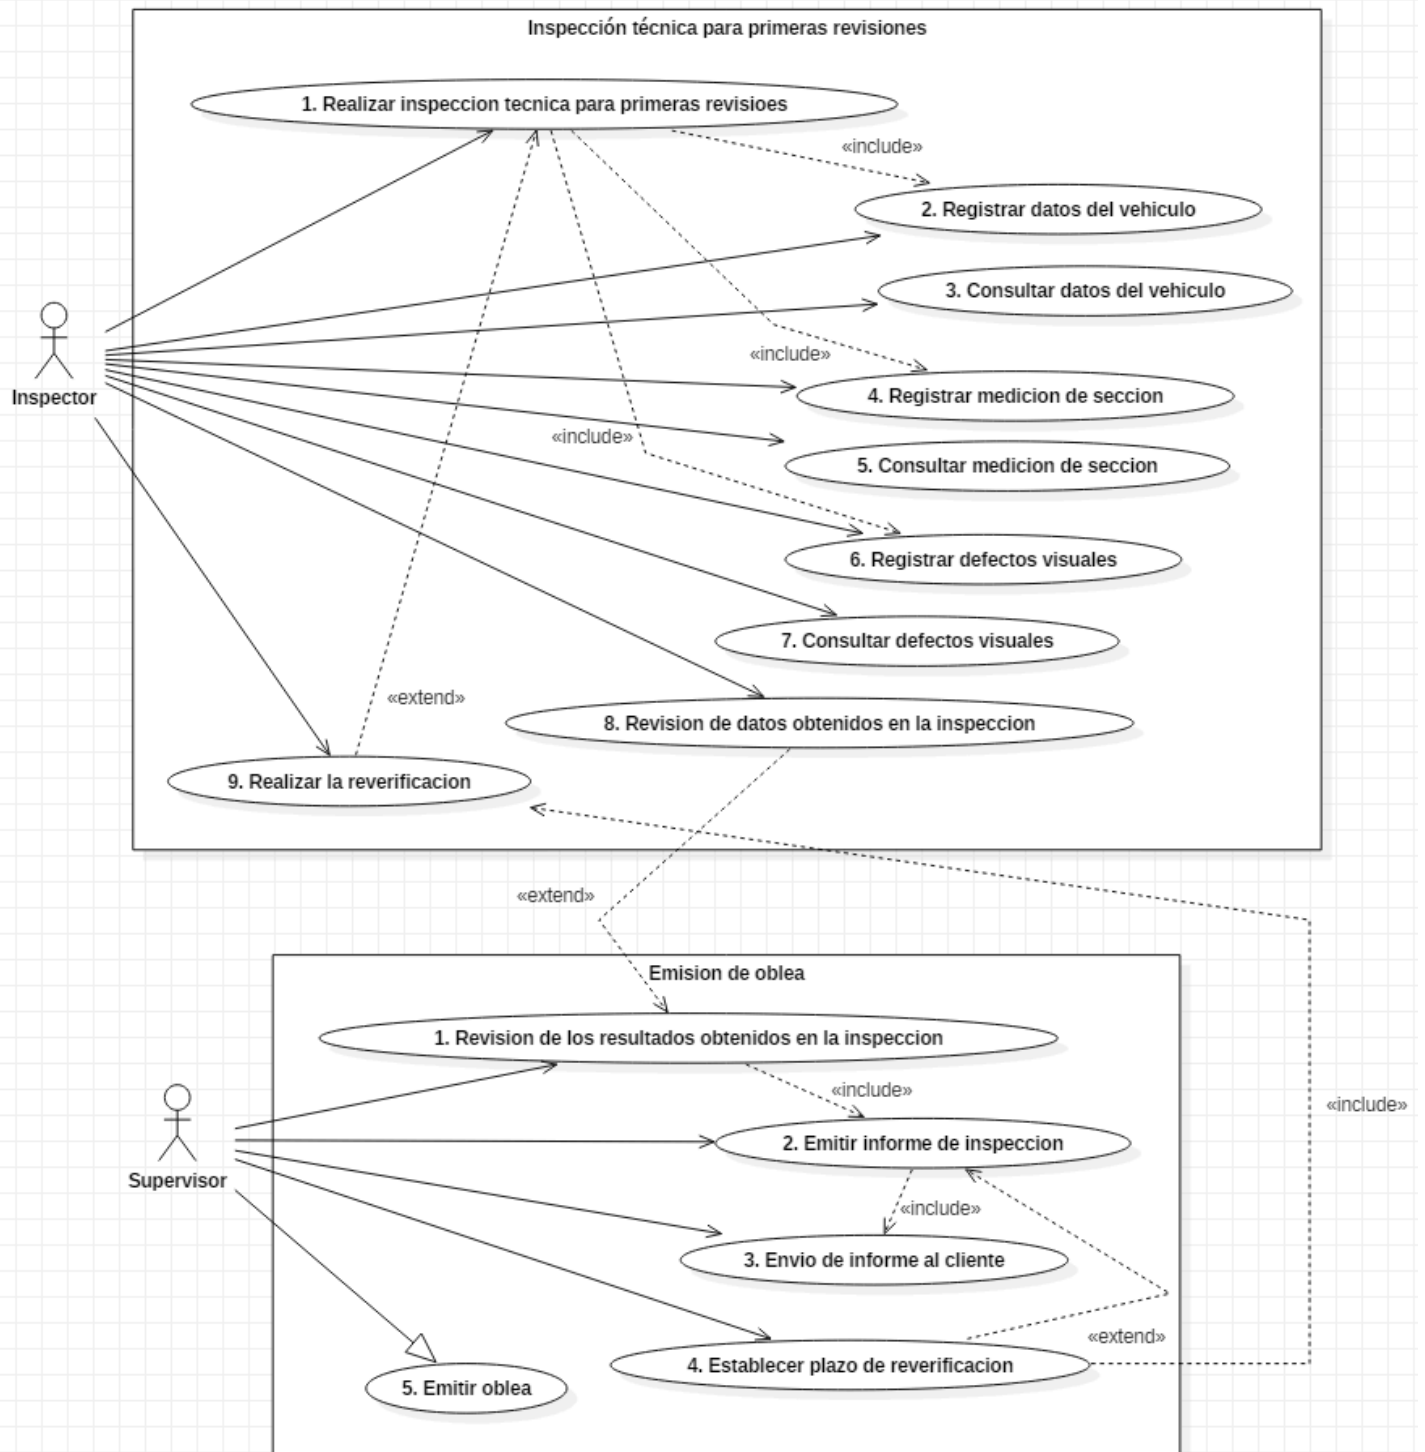 Inspección técnica para primeras revisiones
1. Realizar inspeccion tecnica para primeras revisioes
«include»
2. Registrar datos del vehiculo
3. Consultar datos del vehiculo
«include»
Inspector
4. Registrar medicion de seccion
«include»
5. Consultar medicion de seccion
6. Registrar defectos visuales
7. Consultar defectos visuales
«extend»
8. Revision de datos obtenidos en la inspeccion
9. Realizar la reverificacion
«extend»
Emision de oblea
1. Revision de los resultados obtenidos en la inspeccion
«include»
«include»
2. Emitir informe de inspeccion
Supervisor
«include»
3. Envio de informe al cliente
«extend»
4. Establecer plazo de reverificacion
5. Emitir oblea